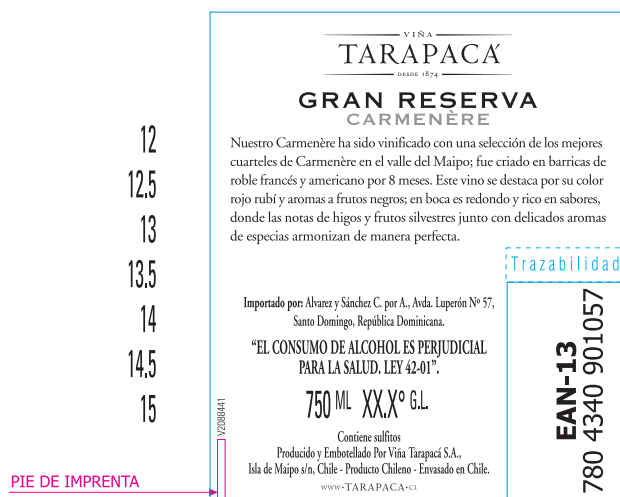 VIÑA
TARAPACÁ
DESDE 1874
GRAN RESERVA
CARMENÈRE
Nuestro Carmenère ha sido vinificado con una selección de los mejores
cuarteles de Carmenère en el valle del Maipo; fue criado en barricas de
roble francés y americano por 8 meses. Este vino se destaca por su color
rojo rubí y aromas a frutos negros; en boca es redondo y rico en sabores,
donde las notas de higos y frutos silvestres junto con delicados aromas
de especias armonizan de manera perfecta.
12
12.5
13
13.5
14
14.5
15
Trazabilidad
Importado por: Alvarez y Sánchez C. por A., Avda. Luperón Nº 57,
Santo Domingo, República Dominicana.
“EL CONSUMO DE ALCOHOL ES PERJUDICIAL
PARA LA SALUD. LEY 42-01”.
750 ML XX.X° G.L.
Contiene sulfitos
Producido y Embotellado Por Viña Tarapacá S.A.,
Isla de Maipo s/n, Chile - Producto Chileno - Envasado en Chile.
WWW•TARAPACA•CL
V2088441
EAN-13
780 4340 901057
PIE DE IMPRENTA